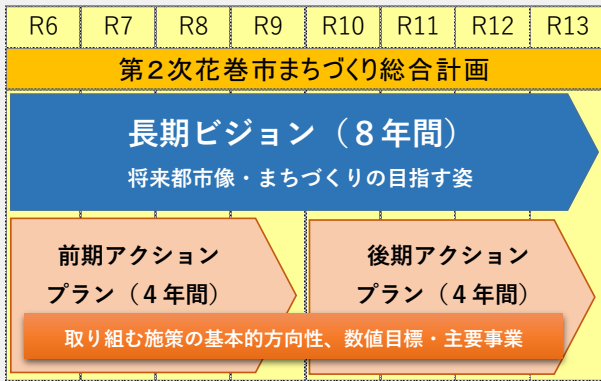 R6 R7 R8 R9 R10 R11 R12 R13
第2次花巻市まちづくり総合計画
長期ビジョン（8年間）
将来都市像・まちづくりの目指す姿
前期アクション
プラン（4年間）
後期アクション
プラン（4年間）
取り組む施策の基本的方向性、数値目標・主要事業